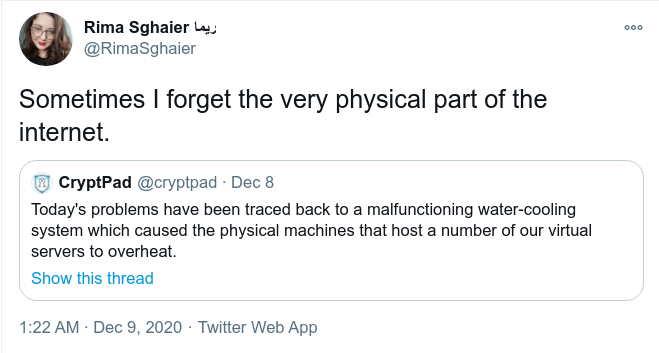 Rima Sghaier ريما
@RimaSghaier
Sometimes I forget the very physical part of the
internet.
CryptPad @cryptpad · Dec 8
Today's problems have been traced back to a malfunctioning water-cooling
system which caused the physical machines that host a number of our virtual
servers to overheat.
Show this thread
1:22 AM · Dec 9, 2020 · Twitter Web App